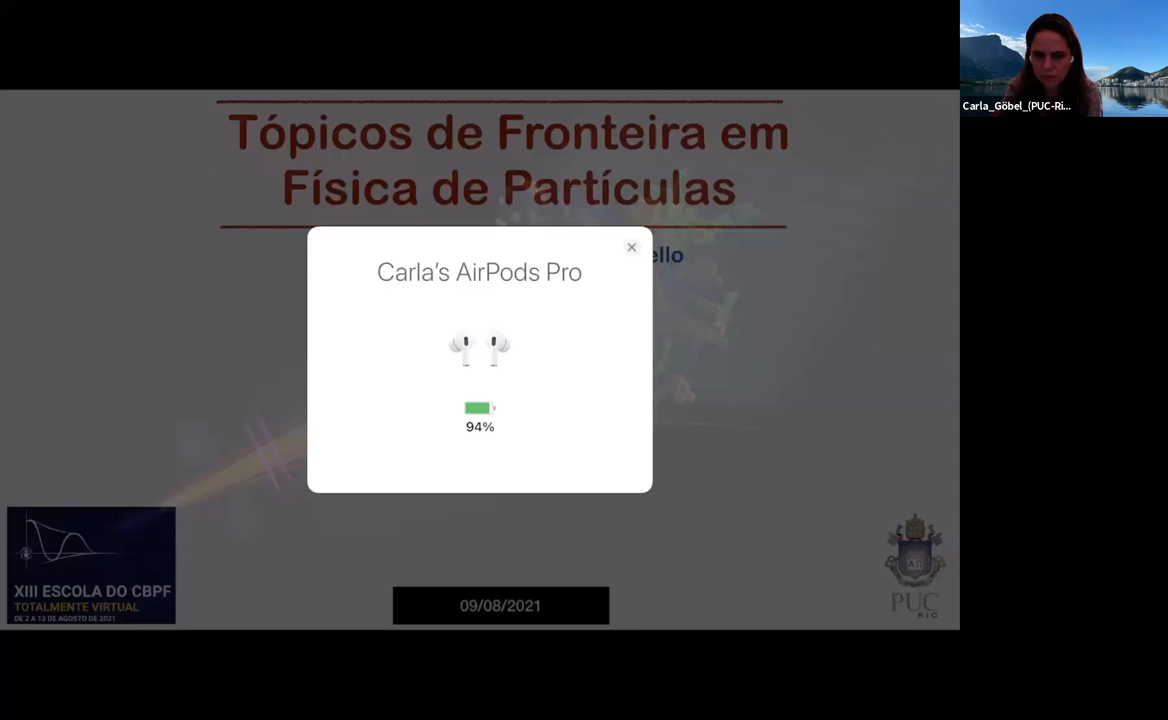 Carla_Göbel_(PUC-Ri...
Tópicos de Fronteira em
Física de Partículas
Carla's AirPods Pro
94%
XIII ESCOLA DO CBPF
TOTALMENTE VIRTUAL
DE 2 A 13 DE AGOSTO DE 2021
09/08/2021
PUC
RIO